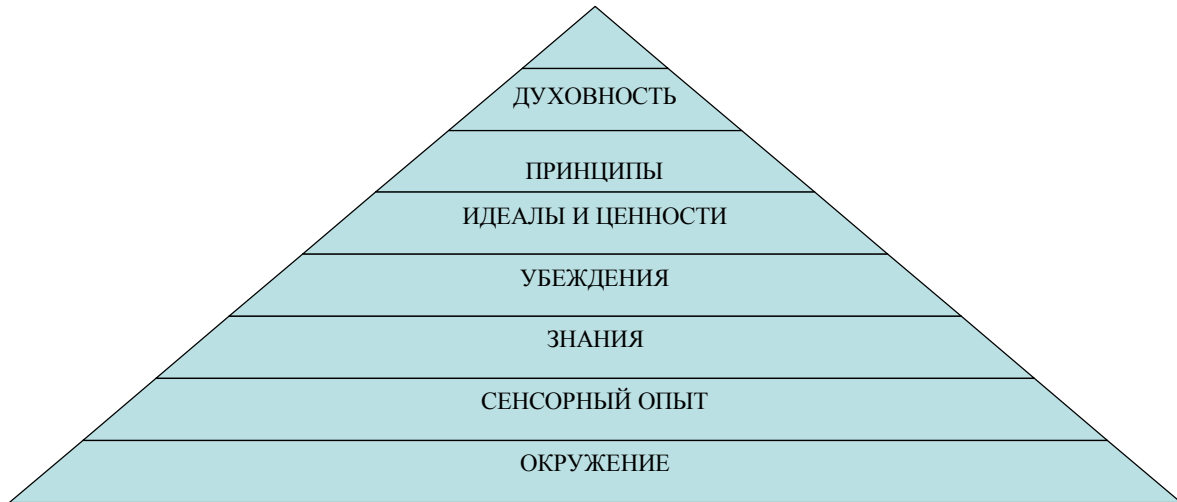 ДУХОВНОСТЬ
ПРИНЦИПЫ
ИДЕАЛЫ И ЦЕННОСТИ
УБЕЖДЕНИЯ
ЗНАНИЯ
СЕНСОРНЫЙ ОПЫТ
ОКРУЖЕНИЕ